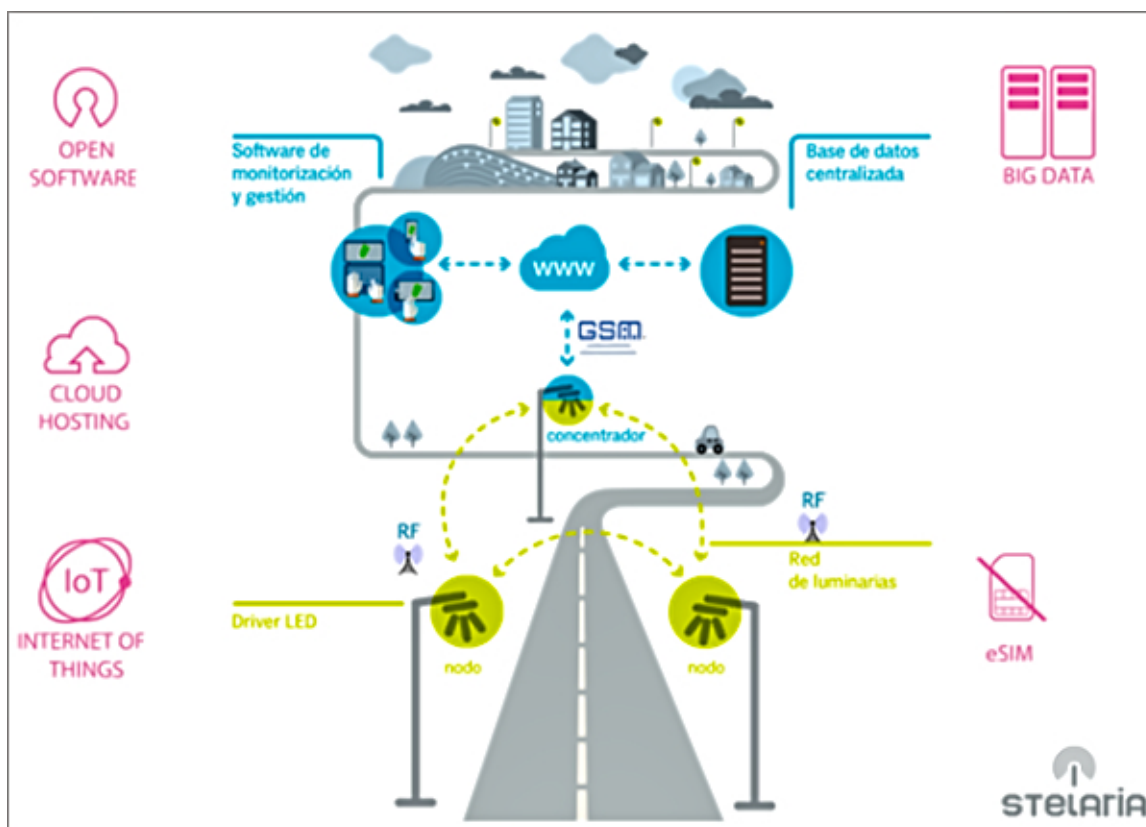 OPEN
SOFTWARE
Software de
monitorización
y gestión
Base de datos
centralizada
BIG DATA
www
GSM
CLOUD
HOSTING
concentrador
RF
RF
Red
de luminarias
IoT
INTERNET OF
THINGS
Driver LED
nodo
nodo
eSIM
STELARIA